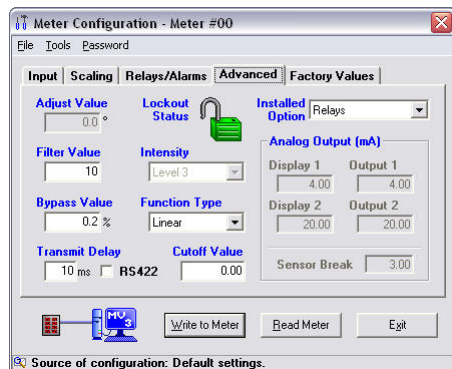 Meter Configuration - Meter #00
File Tools Password
Input Scaling Relays/Alarms Advanced Factory Values
Adjust Value
0.0 °
Lockout Status
Installed Option Relays
Filter Value
10
Intensity
Level 3
Analog Output (mA)
Display 1 Output 1
4.00 4.00
Bypass Value
0.2 %
Function Type
Linear
Display 2 Output 2
20.00 20.00
Transmit Delay
10 ms RS422
Cutoff Value
0.00
Sensor Break 3.00
MV 3
Write to Meter Read Meter Exit
Source of configuration: Default settings.